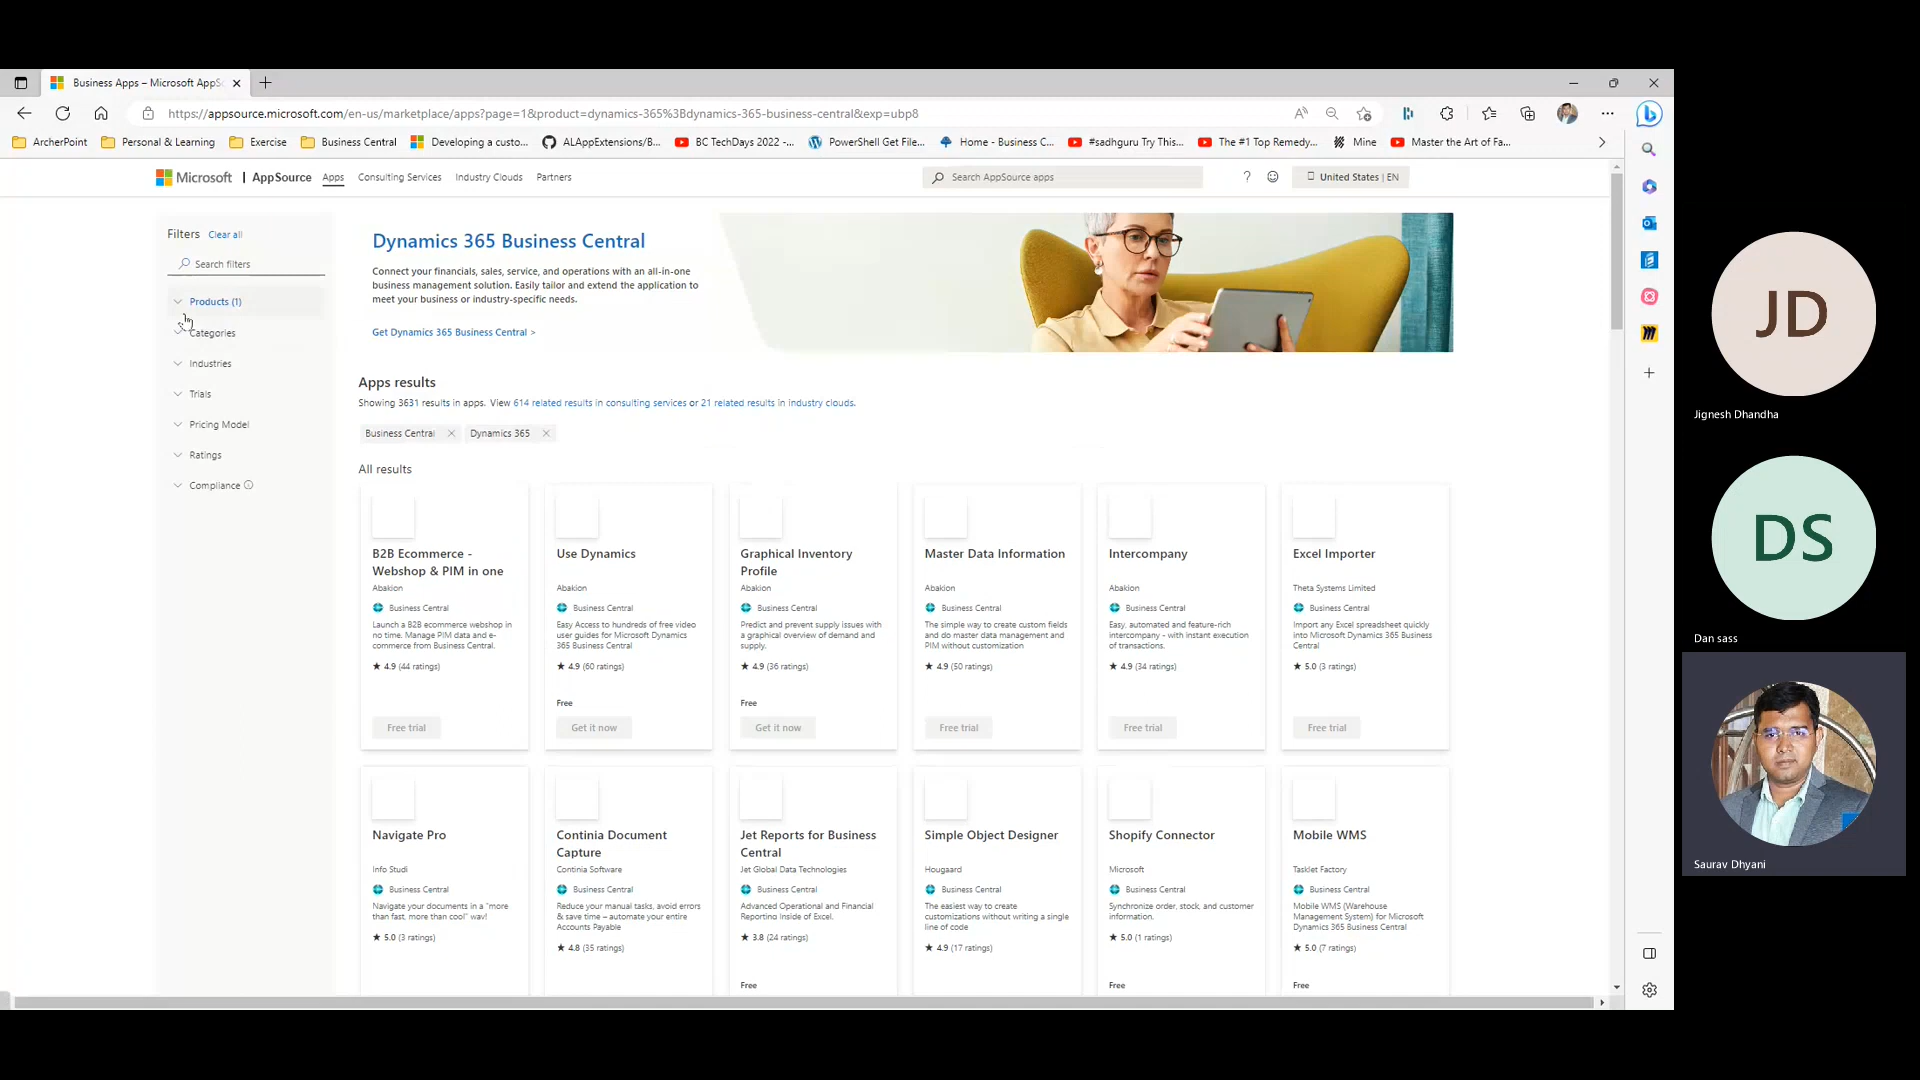 Business Apps – Microsoft AppS
https://appsource.microsoft.com/en-us/marketplace/apps?page=1&product=dynamics-365%3Bdynamics-365-business-central&exp=ubp8
ArcherPoint
Personal & Learning
Exercise
Business Central
Developing a custo...
ALAppExtensions/B...
BC TechDays 2022 -...
PowerShell Get File...
Home - Business C...
#sadhguru Try This...
The #1 Top Remedy...
Mine
Master the Art of Fa...
Microsoft | AppSource
Apps
Consulting Services
Industry Clouds
Partners
Search AppSource apps
?
United States | EN
Filters
Clear all
Search filters
Products (1)
Categories
Industries
Trials
Pricing Model
Ratings
Compliance
Dynamics 365 Business Central
Connect your financials, sales, service, and operations with an all-in-one
business management solution. Easily tailor and extend the application to
meet your business or industry-specific needs.
Get Dynamics 365 Business Central >
Apps results
Showing 3631 results in apps. View 614 related results in consulting services or 21 related results in industry clouds.
Business Central
Dynamics 365
All results
B2B Ecommerce -
Webshop & PIM in one
Abakion
Business Central
Launch a B2B ecommerce webshop in
no time. Manage PIM data and e-
commerce from Business Central.
★ 4.9 (44 ratings)
Free trial
Use Dynamics
Abakion
Business Central
Easy Access to hundreds of free video
user guides for Microsoft Dynamics
365 Business Central
★ 4.9 (60 ratings)
Free
Get it now
Graphical Inventory
Profile
Abakion
Business Central
Predict and prevent supply issues with
a graphical overview of demand and
supply.
★ 4.9 (36 ratings)
Free
Get it now
Master Data Information
Abakion
Business Central
The simple way to create custom fields
and do master data management and
PIM without customization
★ 4.9 (50 ratings)
Free trial
Intercompany
Abakion
Business Central
Easy, automated and feature-rich
intercompany - with instant execution
of transactions.
★ 4.9 (34 ratings)
Free trial
Excel Importer
Theta Systems Limited
Business Central
Import any Excel spreadsheet quickly
into Microsoft Dynamics 365 Business
Central
★ 5.0 (3 ratings)
Free trial
Navigate Pro
Info Studi
Business Central
Navigate your documents in a "more
than fast, more than cool" way!
★ 5.0 (3 ratings)
Continia Document
Capture
Continia Software
Business Central
Reduce your manual tasks, avoid errors
& save time – automate your entire
Accounts Payable
★ 4.8 (35 ratings)
Jet Reports for Business
Central
Jet Global Data Technologies
Business Central
Advanced Operational and Financial
Reporting Inside of Excel.
★ 3.8 (24 ratings)
Free
Simple Object Designer
Hougaard
Business Central
The easiest way to create
customizations without writing a single
line of code
★ 4.9 (17 ratings)
Shopify Connector
Microsoft
Business Central
Synchronize order, stock, and customer
information.
★ 5.0 (1 ratings)
Free
Mobile WMS
Tasklet Factory
Business Central
Mobile WMS (Warehouse
Management System) for Microsoft
Dynamics 365 Business Central
★ 5.0 (7 ratings)
Free
JD
Jignesh Dhandha
DS
Dan sass
Saurav Dhyani